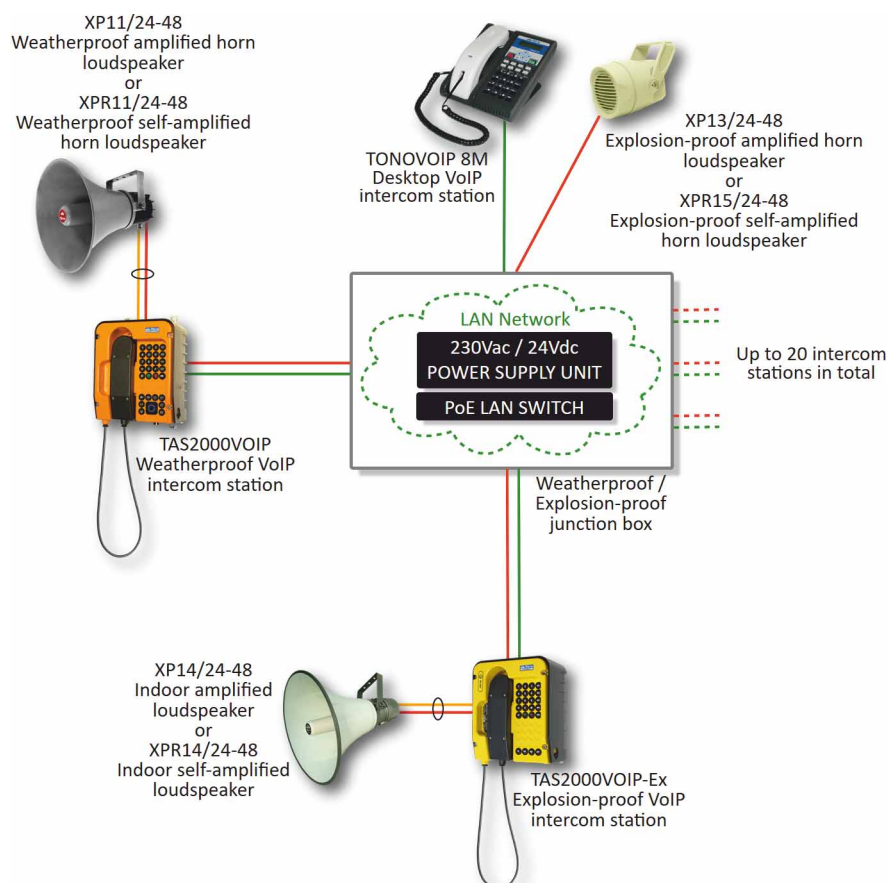 XP11/24-48
Weatherproof amplified horn
loudspeaker
or
XPR11/24-48
Weatherproof self-amplified
horn loudspeaker
TONOVOIP 8M
Desktop VoIP
intercom station
XP13/24-48
Explosion-proof amplified horn
loudspeaker
or
XPR15/24-48
Explosion-proof self-amplified
horn loudspeaker
LAN Network
230Vac / 24Vdc
POWER SUPPLY UNIT
PoE LAN SWITCH
Up to 20 intercom
stations in total
TAS2000VOIP
Weatherproof VoIP
intercom station
Weatherproof /
Explosion-proof
junction box
XP14/24-48
Indoor amplified
loudspeaker
or
XPR14/24-48
Indoor self-amplified
loudspeaker
TAS2000VOIP-Ex
Explosion-proof VoIP
intercom station